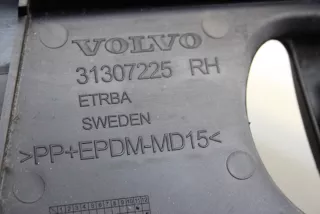 VOLVO
31307225 RH
ETRBA
SWEDEN
>PP+EPDM-MD15<